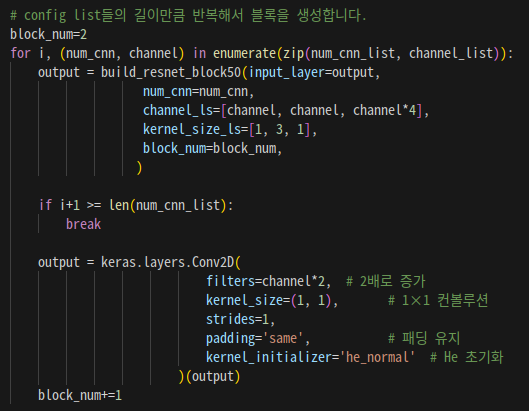 # config list들의 길이만큼 반복해서 블록을 생성합니다.
block_num=2
for i, (num_cnn, channel) in enumerate(zip(num_cnn_list, channel_list)):
    output = build_resnet_block50(input_layer=output,
                   num_cnn=num_cnn,
                   channel_ls=[channel, channel, channel*4],
                   kernel_size_ls=[1, 3, 1],
                   block_num=block_num,
                  )
    if i+1 >= len(num_cnn_list):
        break
    output = keras.layers.Conv2D(
                            filters=channel*2,  # 2배로 증가
                            kernel_size=(1, 1),       # 1×1 컨볼루션
                            strides=1,
                            padding='same',           # 패딩 유지
                            kernel_initializer='he_normal'  # He 초기화
                        )(output)
    block_num+=1